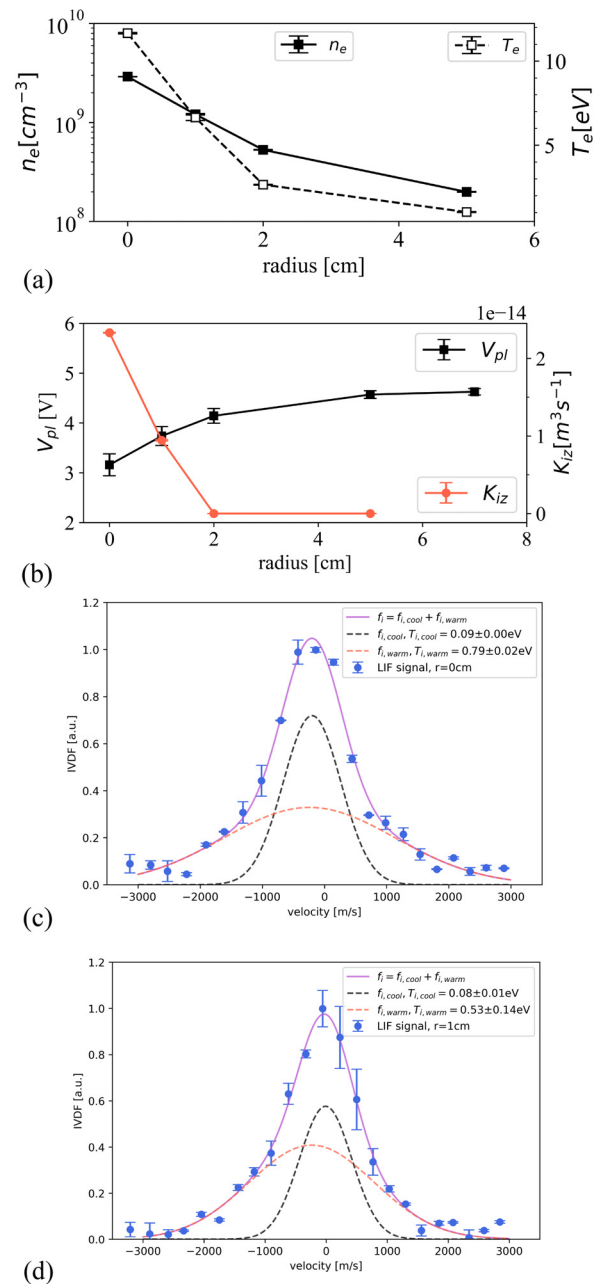 10^10
10^9
10^8
n_e[cm^−3]
n_e
T_e
10
5
T_e[eV]
0 2 4 6
radius [cm]
(a)
1e−14
6
5
4
3
2
V_pl [V]
V_pl
K_iz
2
1
0
K_iz[m^3s^−1]
0 2 4 6 8
radius [cm]
(b)
1.2
1.0
0.8
0.6
0.4
0.2
0.0
IVDF [a.u.]
f_i = f_i,cool + f_i,warm
f_i,cool, T_i,cool = 0.09±0.00eV
f_i,warm, T_i,warm = 0.79±0.02eV
LIF signal, r=0cm
−3000 −2000 −1000 0 1000 2000 3000
velocity [m/s]
(c)
1.2
1.0
0.8
0.6
0.4
0.2
0.0
IVDF [a.u.]
f_i = f_i,cool + f_i,warm
f_i,cool, T_i,cool = 0.08±0.01eV
f_i,warm, T_i,warm = 0.53±0.14eV
LIF signal, r=1cm
−3000 −2000 −1000 0 1000 2000 3000
velocity [m/s]
(d)